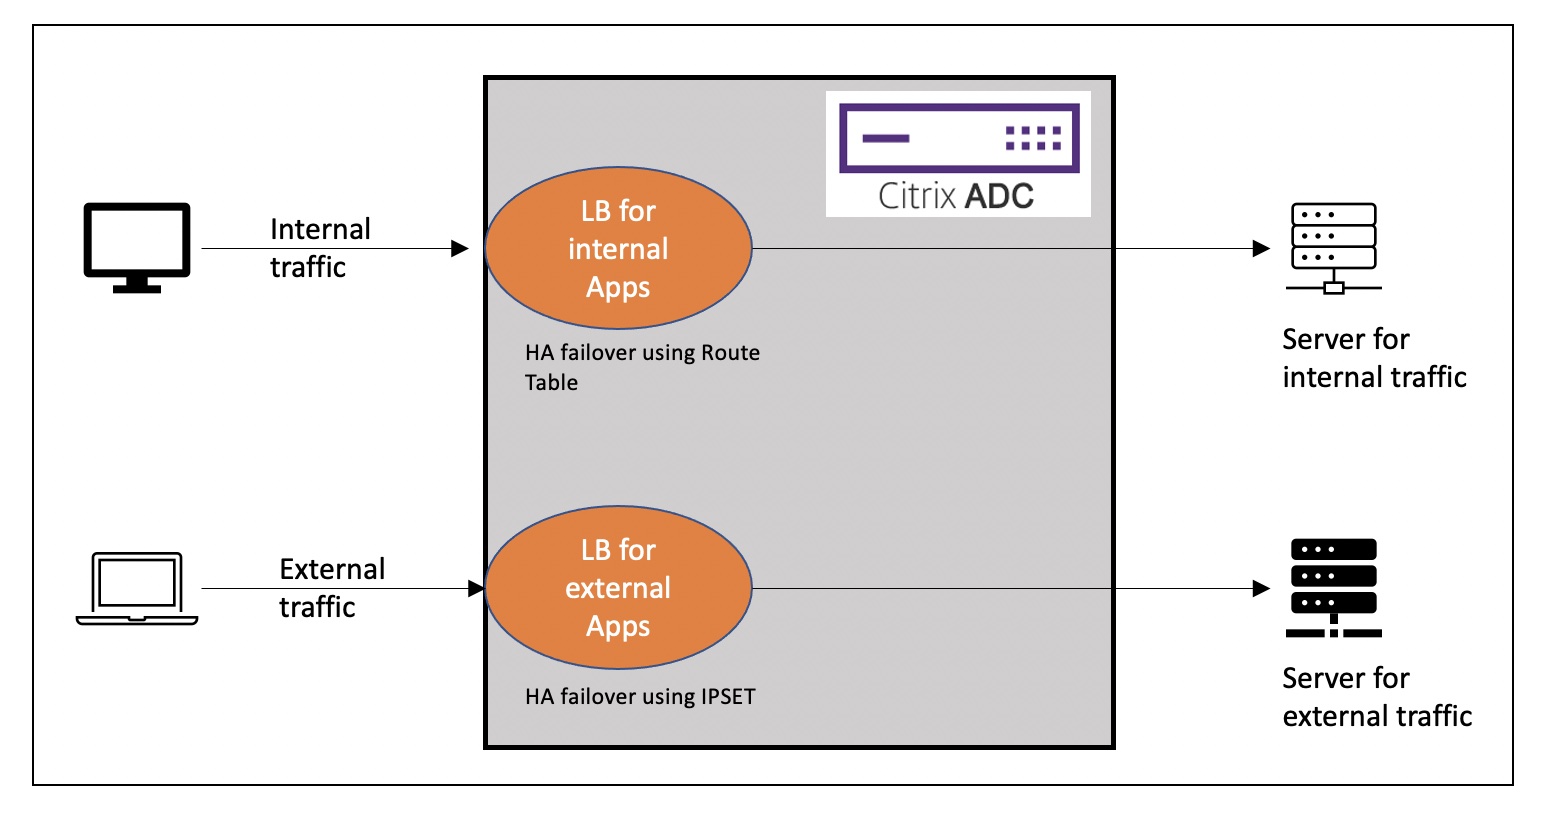 Citrix ADC
Internal
traffic
LB for
internal
Apps
HA failover using Route
Table
Server for
internal traffic
External
traffic
LB for
external
Apps
HA failover using IPSET
Server for
external traffic